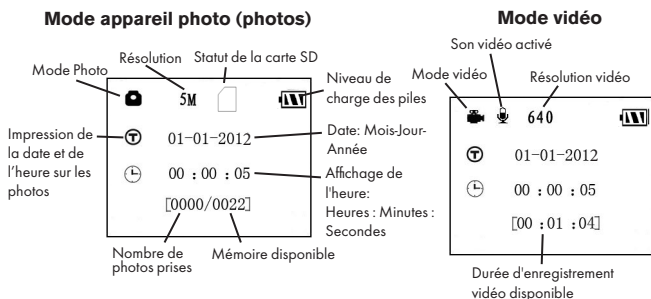 Mode appareil photo (photos)
Résolution
Statut de la carte SD
Mode Photo
5M
Niveau de
charge des piles
Impression de
la date et de
l'heure sur les
photos
T
01-01-2012
Date: Mois-Jour-
Année
00 : 00 : 05
Affichage de
l'heure:
Heures : Minutes :
Secondes
[0000/0022]
Nombre de
photos prises
Mémoire disponible
Mode vidéo
Son vidéo activé
Mode vidéo
Résolution vidéo
640
T
01-01-2012
00 : 00 : 05
[00 : 01 : 04]
Durée d'enregistrement
vidéo disponible